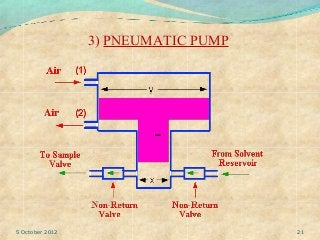 3) PNEUMATIC PUMP
Air (1)
Y
Air (2)
To Sample
Valve
From Solvent
Reservoir
X
Non-Return
Valve
Non-Return
Valve
5 October 2012
21